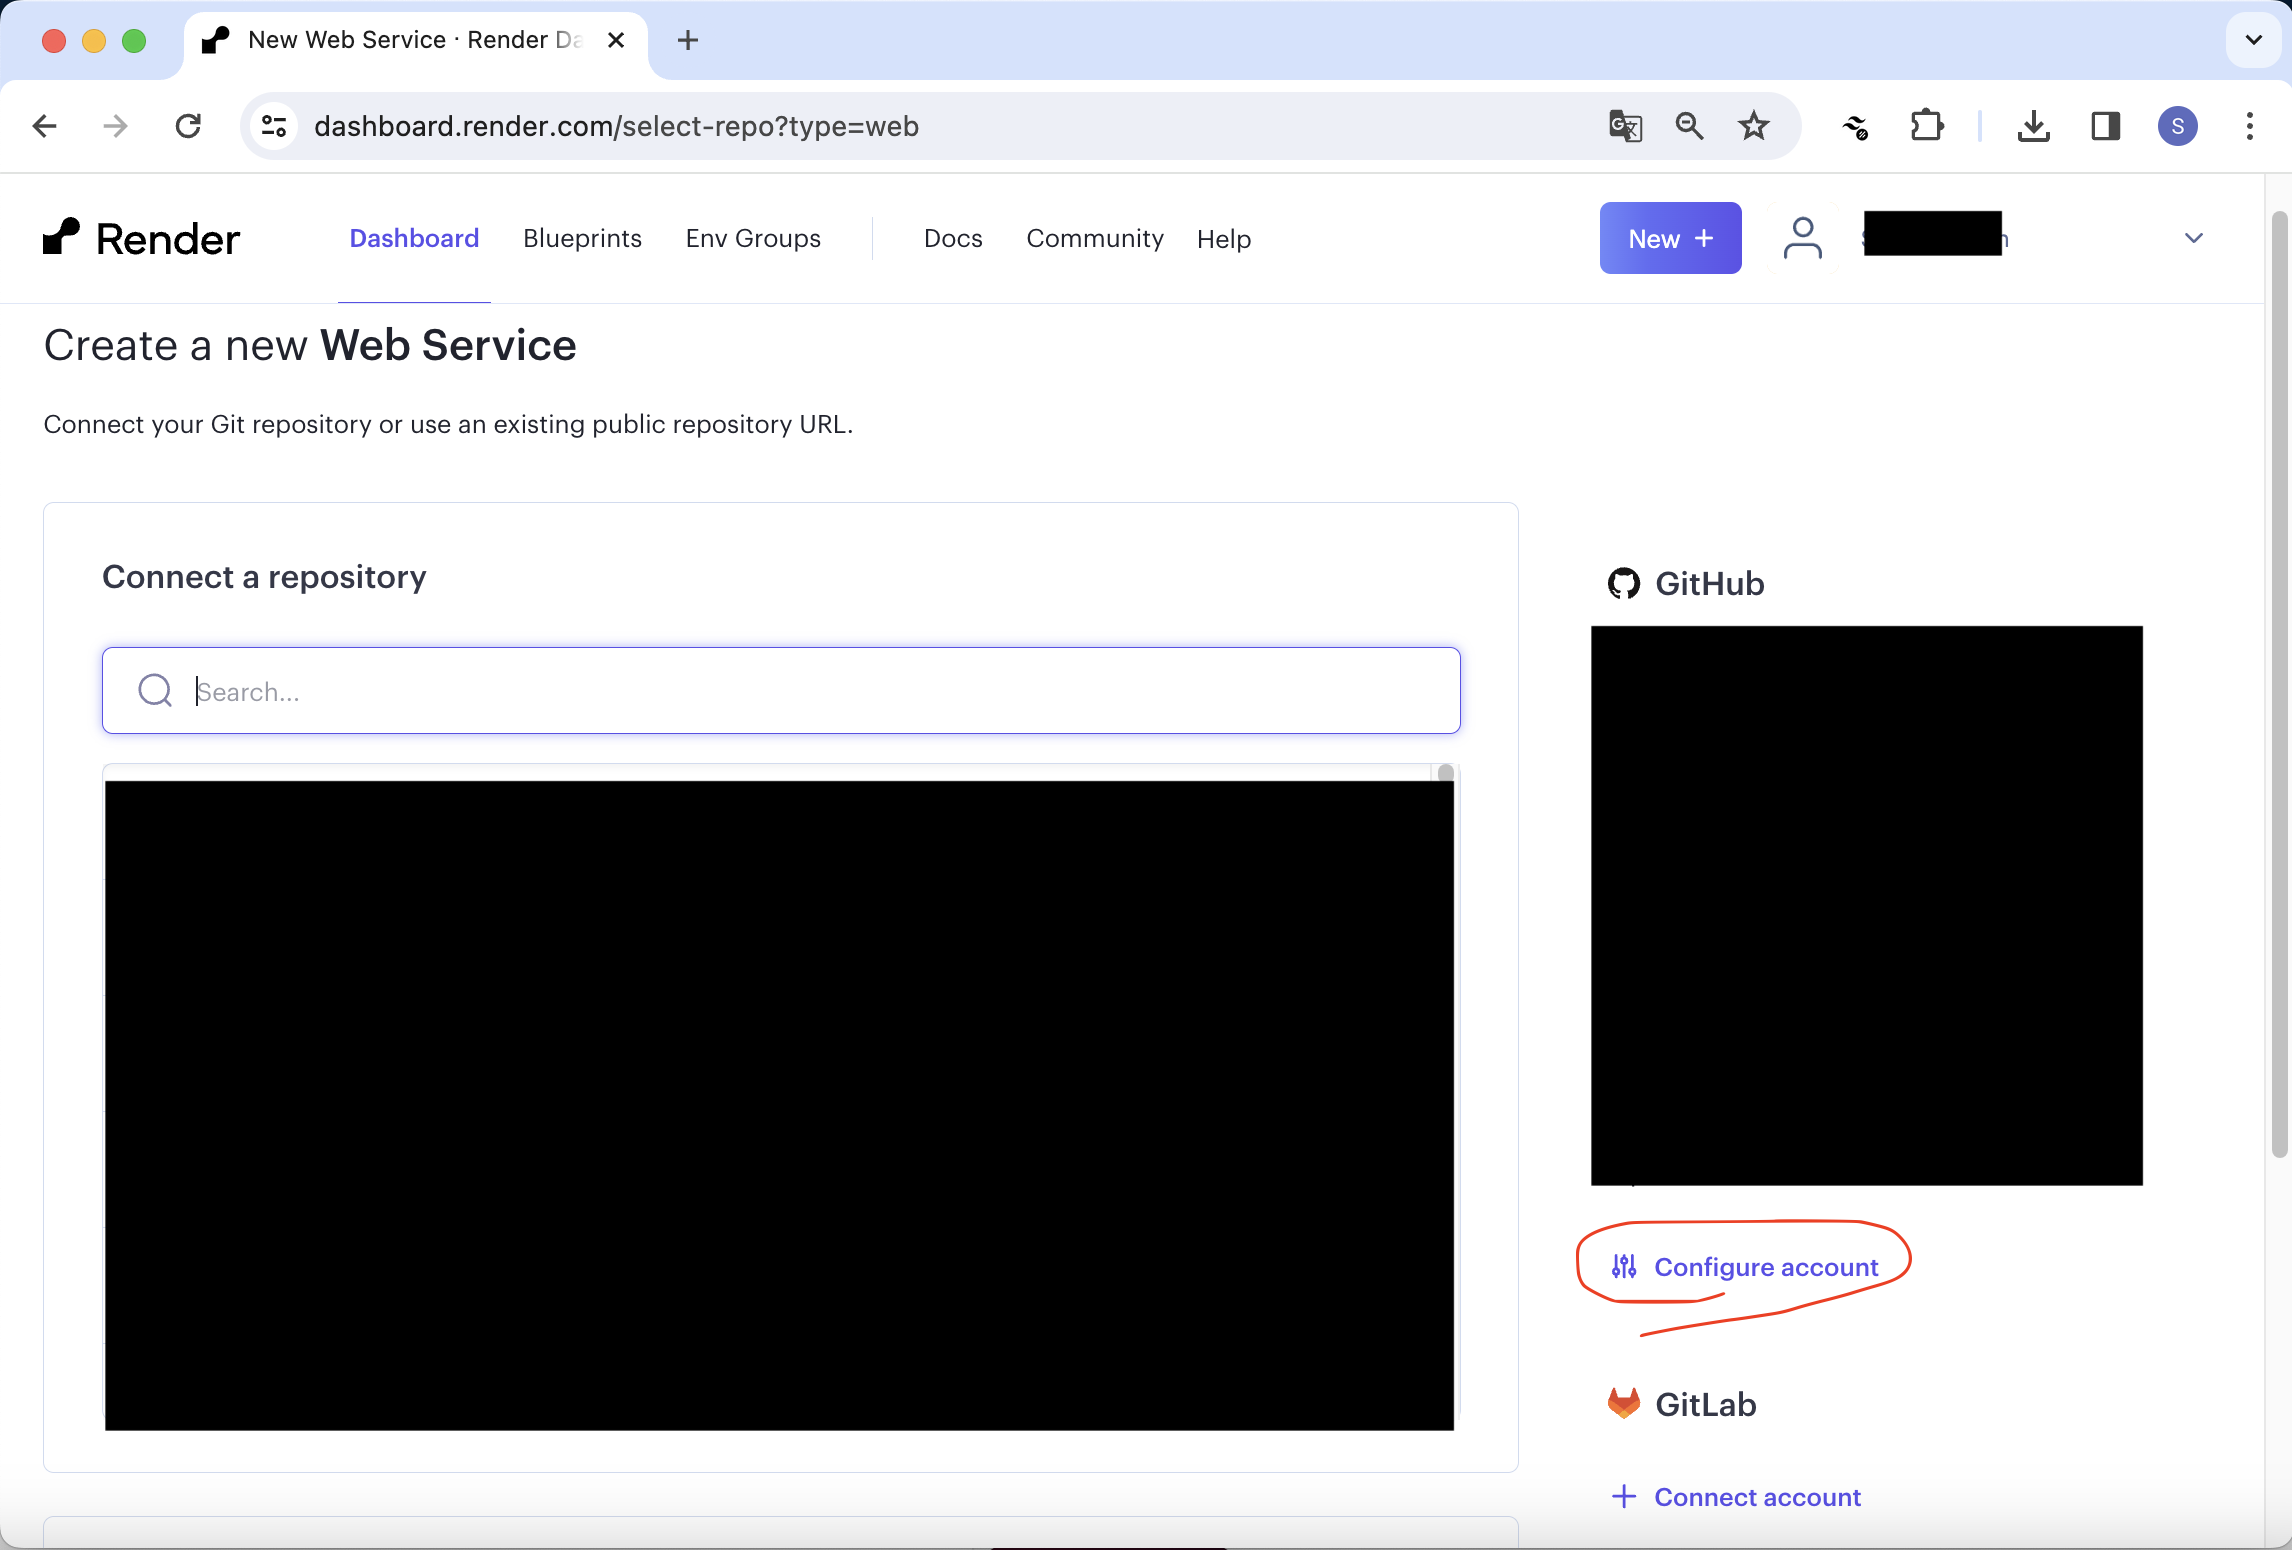 New Web Service · Render Da
dashboard.render.com/select-repo?type=web
S
Render
Dashboard
Blueprints
Env Groups
Docs
Community
Help
New +
Create a new Web Service
Connect your Git repository or use an existing public repository URL.
Connect a repository
Search...
GitHub
Configure account
GitLab
+ Connect account